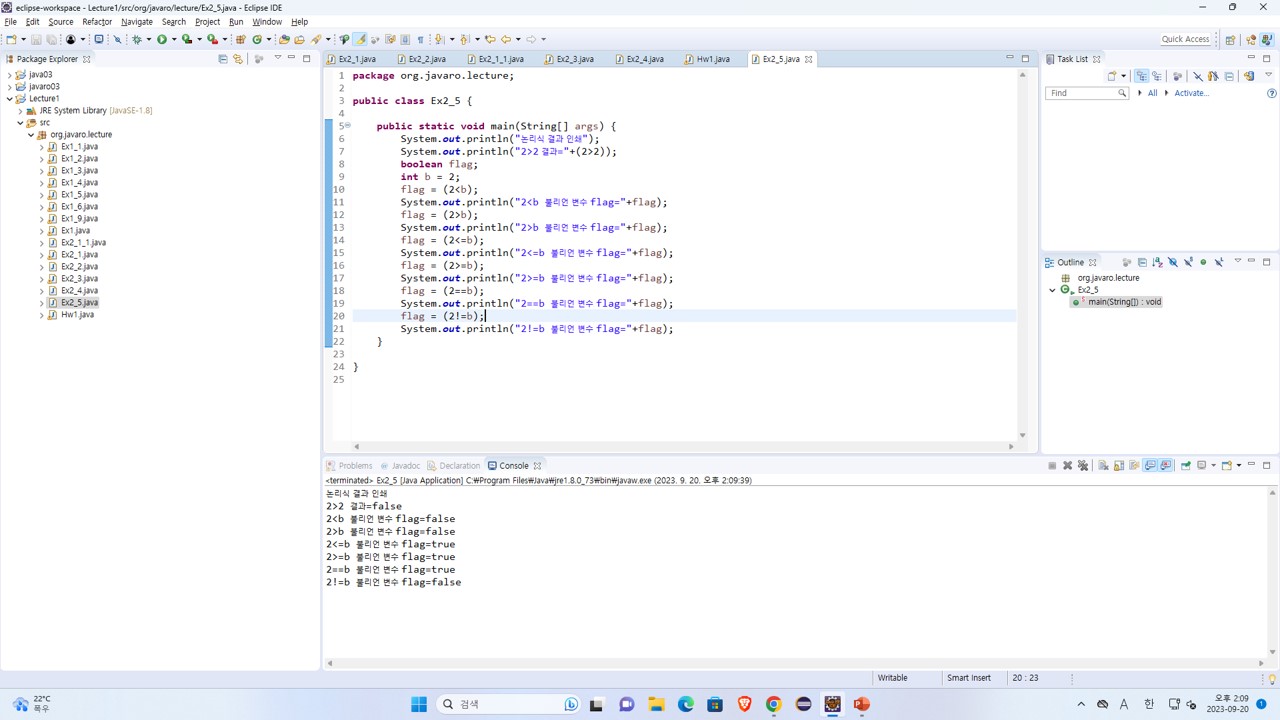 eclipse-workspace - Lecture1/src/org/javaro/lecture/Ex2_5.java - Eclipse IDE
File Edit Source Refactor Navigate Search Project Run Window Help
Quick Access
Package Explorer
java03
javaro03
Lecture1
JRE System Library [JavaSE-1.8]
src
org.javaro.lecture
Ex1_1.java
Ex1_2.java
Ex1_3.java
Ex1_4.java
Ex1_5.java
Ex1_6.java
Ex1_9.java
Ex1.java
Ex2_1_1.java
Ex2_1.java
Ex2_2.java
Ex2_3.java
Ex2_4.java
Ex2_5.java
Hw1.java
Ex2_1.java Ex2_2.java Ex2_1_1.java Ex2_3.java Ex2_4.java Hw1.java Ex2_5.java
1 package org.javaro.lecture;
2
3 public class Ex2_5 {
4
5 public static void main(String[] args) {
6 System.out.println("논리식 결과 인쇄");
7 System.out.println("2>2 결과="+(2>2));
8 boolean flag;
9 int b = 2;
10 flag = (2<b);
11 System.out.println("2<b 불리언 변수 flag="+flag);
12 flag = (2>b);
13 System.out.println("2>b 불리언 변수 flag="+flag);
14 flag = (2<=b);
15 System.out.println("2<=b 불리언 변수 flag="+flag);
16 flag = (2>=b);
17 System.out.println("2>=b 불리언 변수 flag="+flag);
18 flag = (2==b);
19 System.out.println("2==b 불리언 변수 flag="+flag);
20 flag = (2!=b);
21 System.out.println("2!=b 불리언 변수 flag="+flag);
22 }
23
24 }
25
Task List
Find All Activate...
Outline
org.javaro.lecture
Ex2_5
main(String[]) : void
Problems Javadoc Declaration Console
<terminated> Ex2_5 [Java Application] C:₩Program Files₩Java₩jre1.8.0_73₩bin₩javaw.exe (2023. 9. 20. 오후 2:09:39)
논리식 결과 인쇄
2>2 결과=false
2<b 불리언 변수 flag=false
2>b 불리언 변수 flag=false
2<=b 불리언 변수 flag=true
2>=b 불리언 변수 flag=true
2==b 불리언 변수 flag=true
2!=b 불리언 변수 flag=false
Writable Smart Insert 20 : 23
22°C
폭우
검색
A 한
오후 2:09
2023-09-20